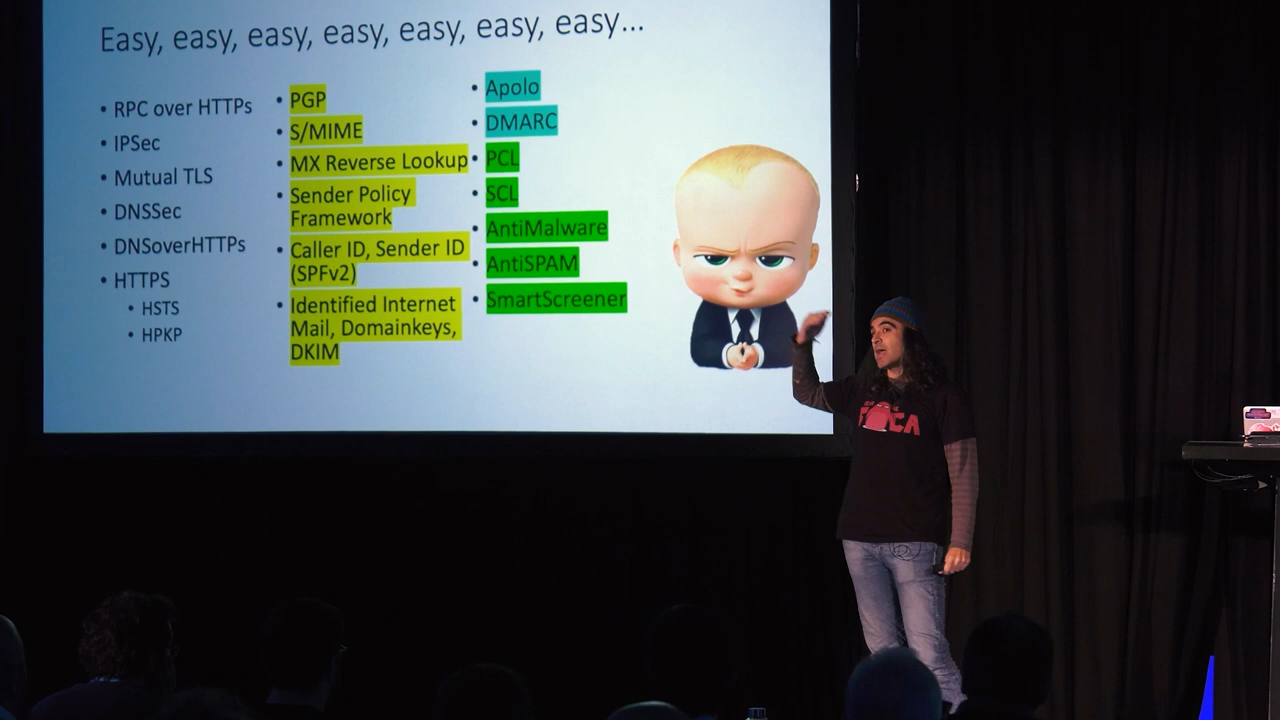 Easy, easy, easy, easy, easy, easy, easy...
• RPC over HTTPs
• IPSec
• Mutual TLS
• DNSSec
• DNSoverHTTPs
• HTTPS
• HSTS
• HPKP
• PGP
• S/MIME
• MX Reverse Lookup
• Sender Policy
Framework
• Caller ID, Sender ID
(SPFv2)
• Identified Internet
Mail, Domainkeys,
DKIM
• Apolo
• DMARC
• PCL
• SCL
• AntiMalware
• AntiSPAM
• SmartScreener
FOCA